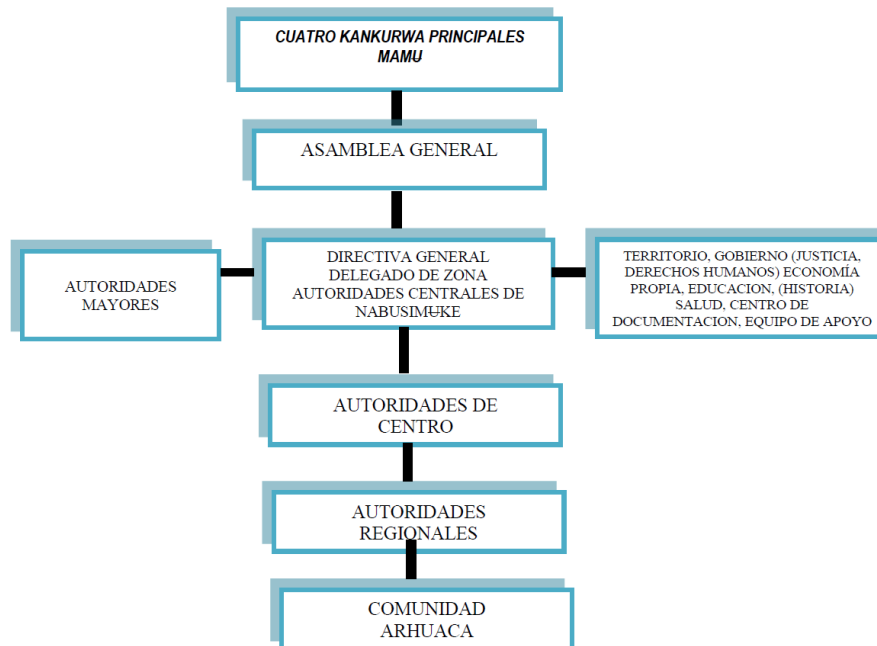 CUATRO KANKURWA PRINCIPALES
MAMɄ
ASAMBLEA GENERAL
AUTORIDADES
MAYORES
DIRECTIVA GENERAL
DELEGADO DE ZONA
AUTORIDADES CENTRALES DE
NABUSIMɄKE
TERRITORIO, GOBIERNO (JUSTICIA,
DERECHOS HUMANOS) ECONOMÍA
PROPIA, EDUCACION, (HISTORIA)
SALUD, CENTRO DE
DOCUMENTACION, EQUIPO DE APOYO
AUTORIDADES DE
CENTRO
AUTORIDADES
REGIONALES
COMUNIDAD
ARHUACA